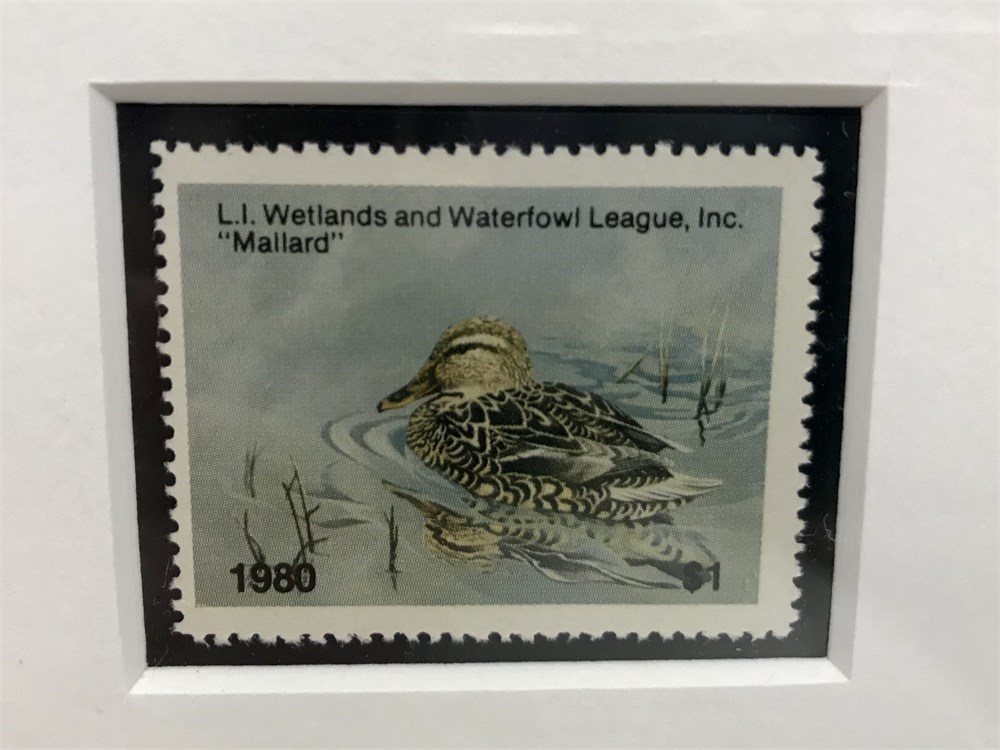 L.I. Wetlands and Waterfowl League, Inc.
"Mallard"
1980
$1